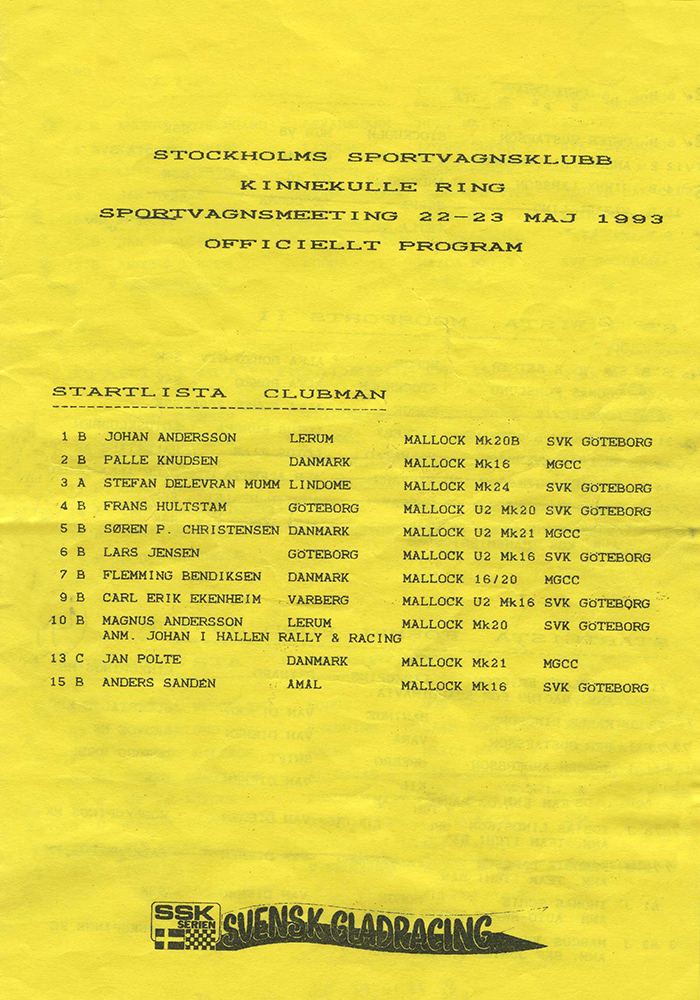 STOCKHOLMS SPORTVAGNSKLUBB
KINNEKULLE RING
SPORTVAGNSMEETING 22-23 MAJ 1993
OFFICIELLT PROGRAM
STARTLISTA CLUBMAN
1 B JOHAN ANDERSSON LERUM MALLOCK Mk20B SVK GöTEBORG
2 B PALLE KNUDSEN DANMARK MALLOCK Mk16 MGCC
3 A STEFAN DELEVRAN MUMM LINDOME MALLOCK Mk24 SVK GöTEBORG
4 B FRANS HULTSTAM GöTEBORG MALLOCK U2 Mk20 SVK GöTEBORG
5 B SØREN P. CHRISTENSEN DANMARK MALLOCK U2 Mk21 MGCC
6 B LARS JENSEN GöTEBORG MALLOCK U2 Mk16 SVK GöTEBORG
7 B FLEMMING BENDIKSEN DANMARK MALLOCK 16/20 MGCC
9 B CARL ERIK EKENHEIM VARBERG MALLOCK U2 Mk16 SVK GöTEBORG
10 B MAGNUS ANDERSSON LERUM MALLOCK Mk20 SVK GöTEBORG
ANM. JOHAN I HALLEN RALLY & RACING
13 C JAN POLTE DANMARK MALLOCK Mk21 MGCC
15 B ANDERS SANDéN ÅMÅL MALLOCK Mk16 SVK GöTEBORG
SSK
SERIEN
SVENSK GLADRACING